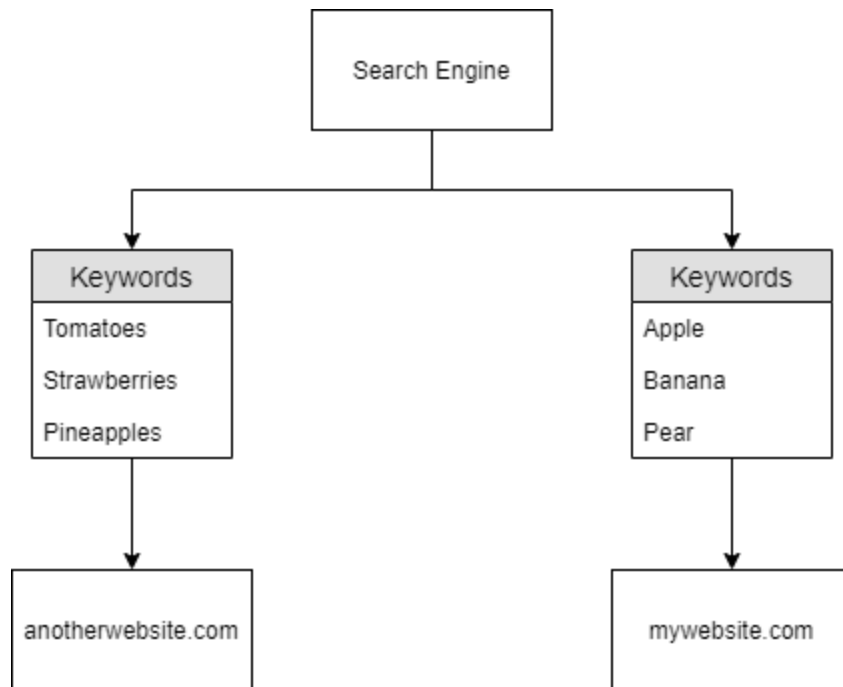 Search Engine
Keywords
Tomatoes
Strawberries
Pineapples
anotherwebsite.com
Keywords
Apple
Banana
Pear
mywebsite.com